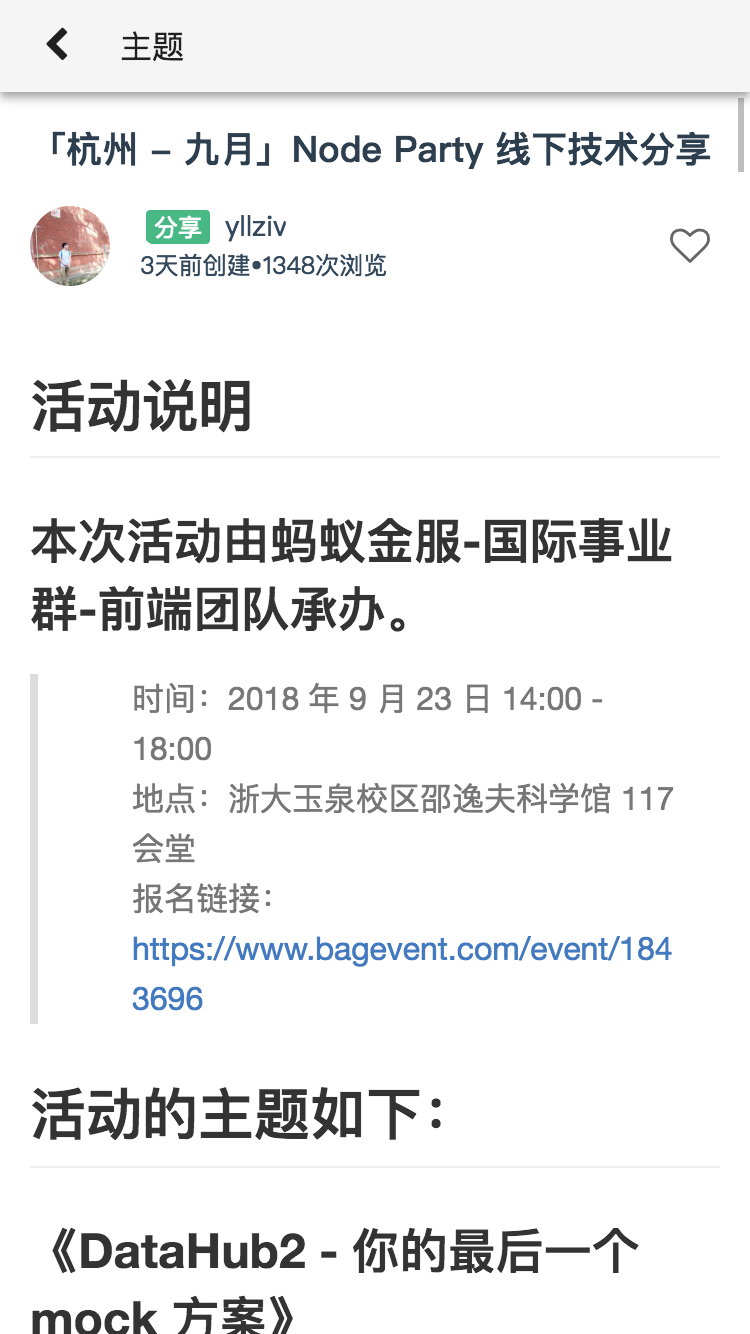 主题
「杭州 – 九月」Node Party 线下技术分享
分享 yllziv
3天前创建•1348次浏览
活动说明
本次活动由蚂蚁金服-国际事业
群-前端团队承办。
时间：2018 年 9 月 23 日 14:00 -
18:00
地点：浙大玉泉校区邵逸夫科学馆 117
会堂
报名链接：
https://www.bagevent.com/event/184
3696
活动的主题如下：
《DataHub2 - 你的最后一个
mock 方案》